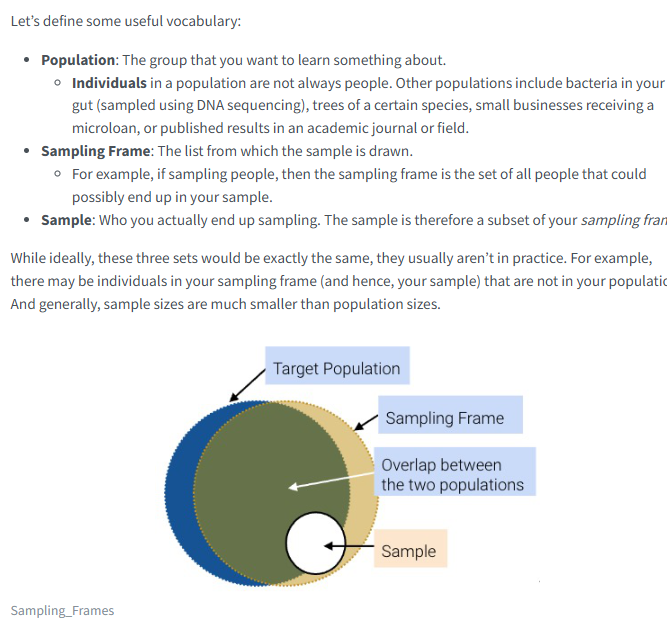 Let’s define some useful vocabulary:
• Population: The group that you want to learn something about.
◦ Individuals in a population are not always people. Other populations include bacteria in your
gut (sampled using DNA sequencing), trees of a certain species, small businesses receiving a
microloan, or published results in an academic journal or field.
• Sampling Frame: The list from which the sample is drawn.
◦ For example, if sampling people, then the sampling frame is the set of all people that could
possibly end up in your sample.
• Sample: Who you actually end up sampling. The sample is therefore a subset of your sampling
While ideally, these three sets would be exactly the same, they usually aren’t in practice. For example,
there may be individuals in your sampling frame (and hence, your sample) that are not in your
And generally, sample sizes are much smaller than population sizes.
Target Population
Sampling Frame
Overlap between
the two populations
Sample
Sampling_Frames